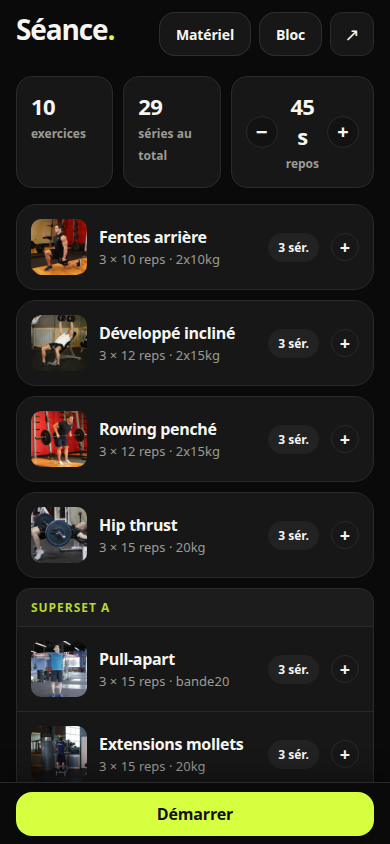 Séance.
Matériel
Bloc
↗
10
exercices
29
séries au
total
−
45
s
+
repos
Fentes arrière
3 × 10 reps · 2x10kg
3 sér.
+
Développé incliné
3 × 12 reps · 2x15kg
3 sér.
+
Rowing penché
3 × 12 reps · 2x15kg
3 sér.
+
Hip thrust
3 × 15 reps · 20kg
3 sér.
+
SUPERSET A
Pull-apart
3 × 15 reps · bande20
3 sér.
+
Extensions mollets
3 × 15 reps · 20kg
3 sér.
+
Démarrer